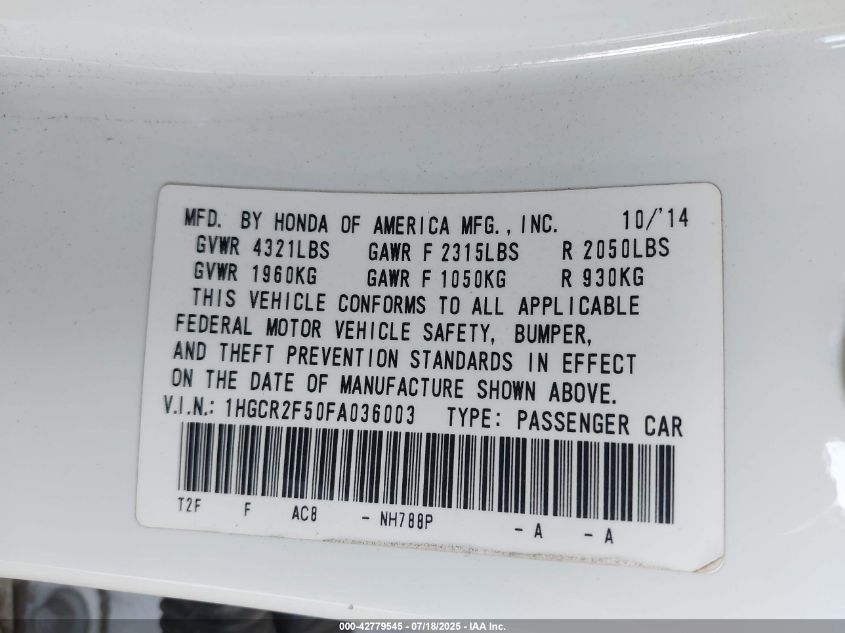 MFD. BY HONDA OF AMERICA MFG., INC. 10/'14
GVWR 4321LBS GAWR F 2315LBS R 2050LBS
GVWR 1960KG GAWR F 1050KG R 930KG
THIS VEHICLE CONFORMS TO ALL APPLICABLE
FEDERAL MOTOR VEHICLE SAFETY, BUMPER,
AND THEFT PREVENTION STANDARDS IN EFFECT
ON THE DATE OF MANUFACTURE SHOWN ABOVE.
V.I.N.: 1HGCR2F50FA036003 TYPE: PASSENGER CAR
T2F F AC8 - NH788P - A - A
000-42779545 - 07/18/2025 - IAA Inc.